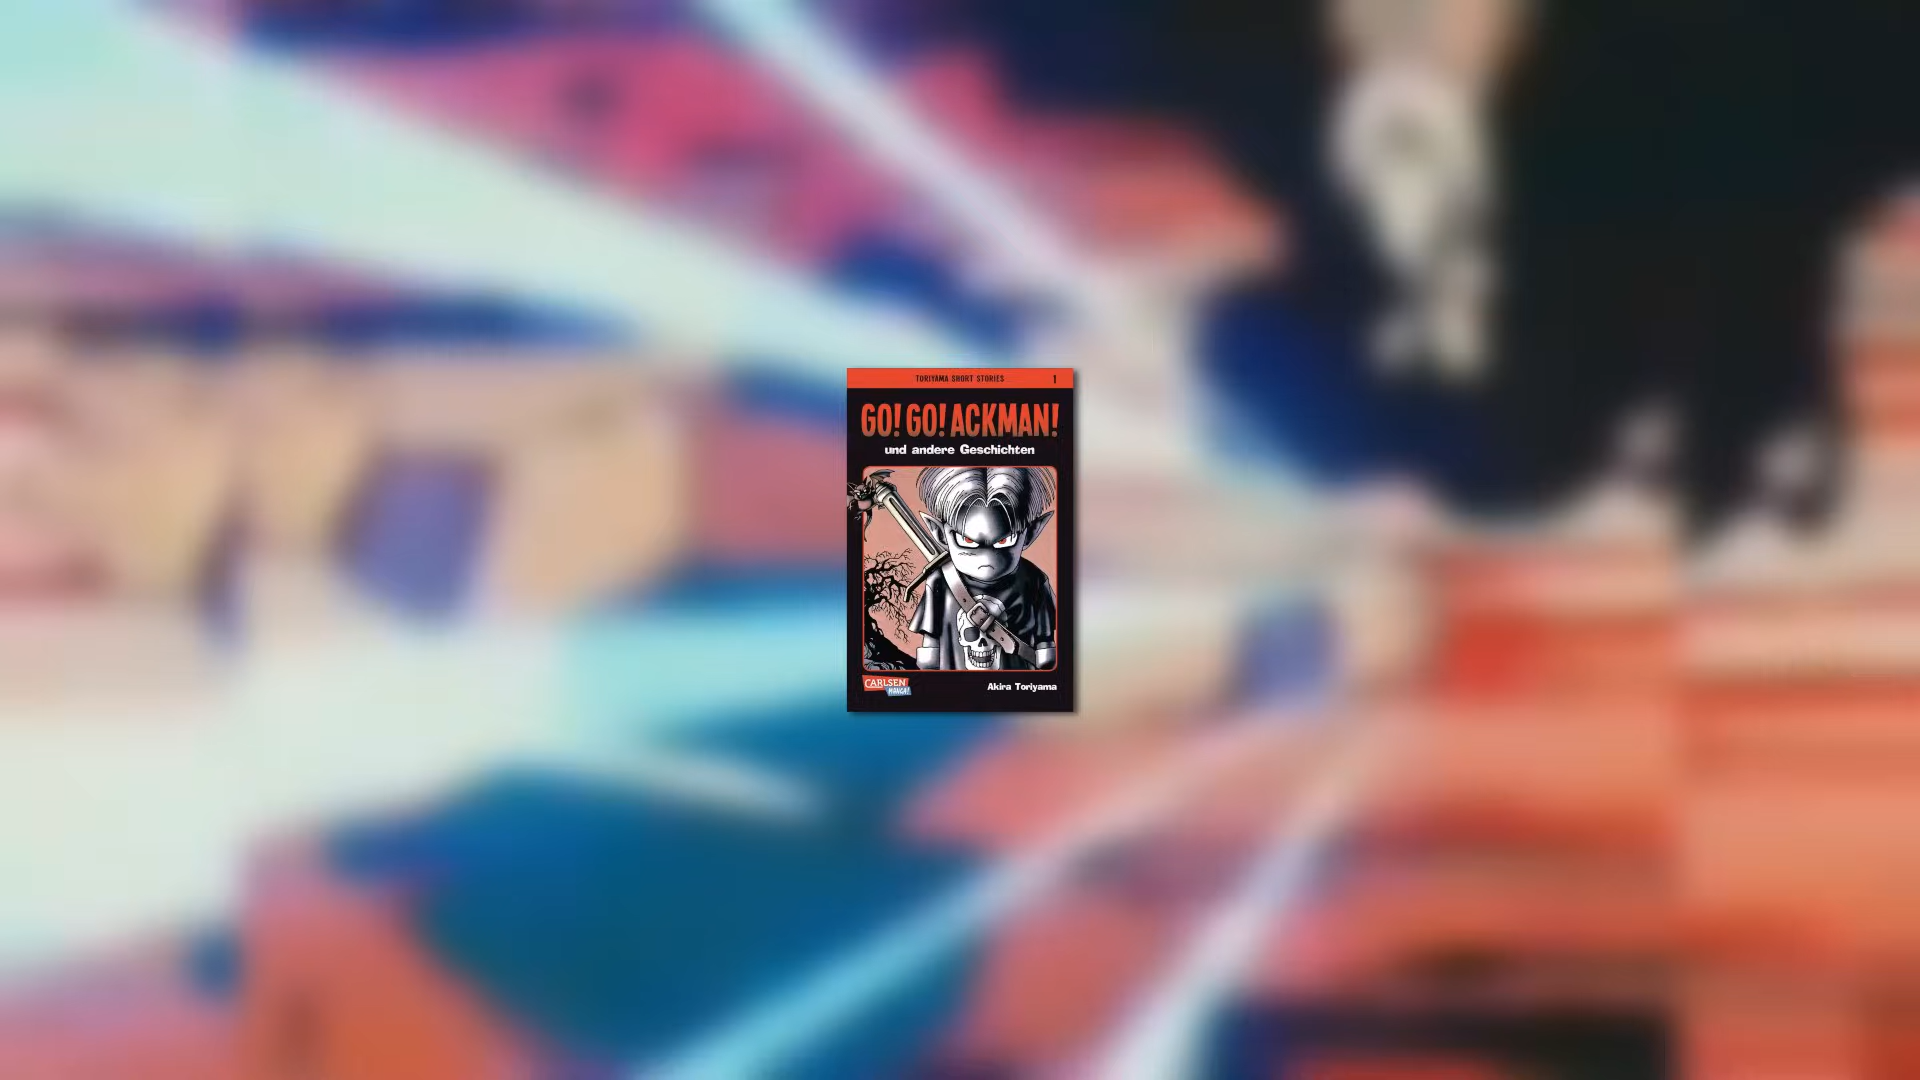 TORIYAMA SHORT STORIES 1
GO! GO! ACKMAN!
und andere Geschichten
CARLSEN
MANGA!
Akira Toriyama